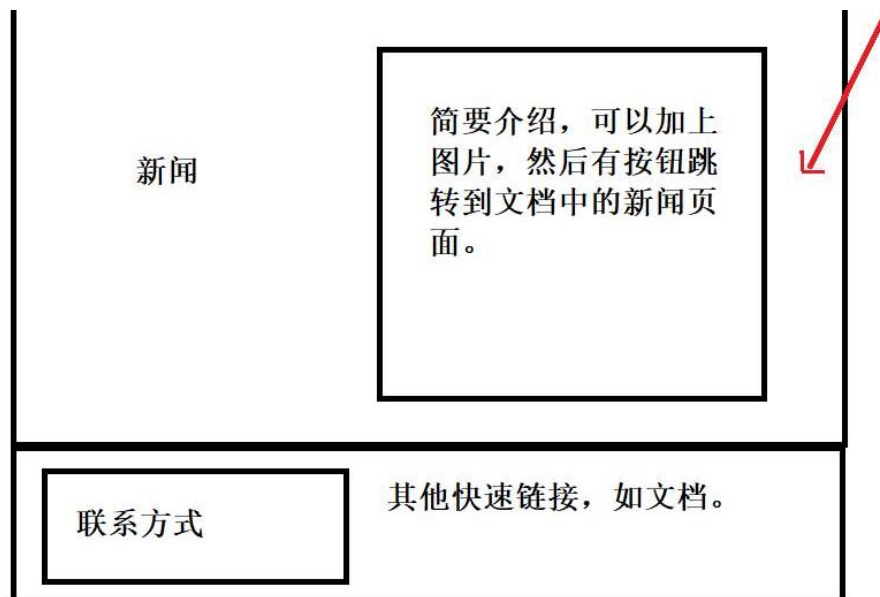 新闻
简要介绍，可以加上
图片，然后有按钮跳
转到文档中的新闻页
面。
联系方式
其他快速链接，如文档。